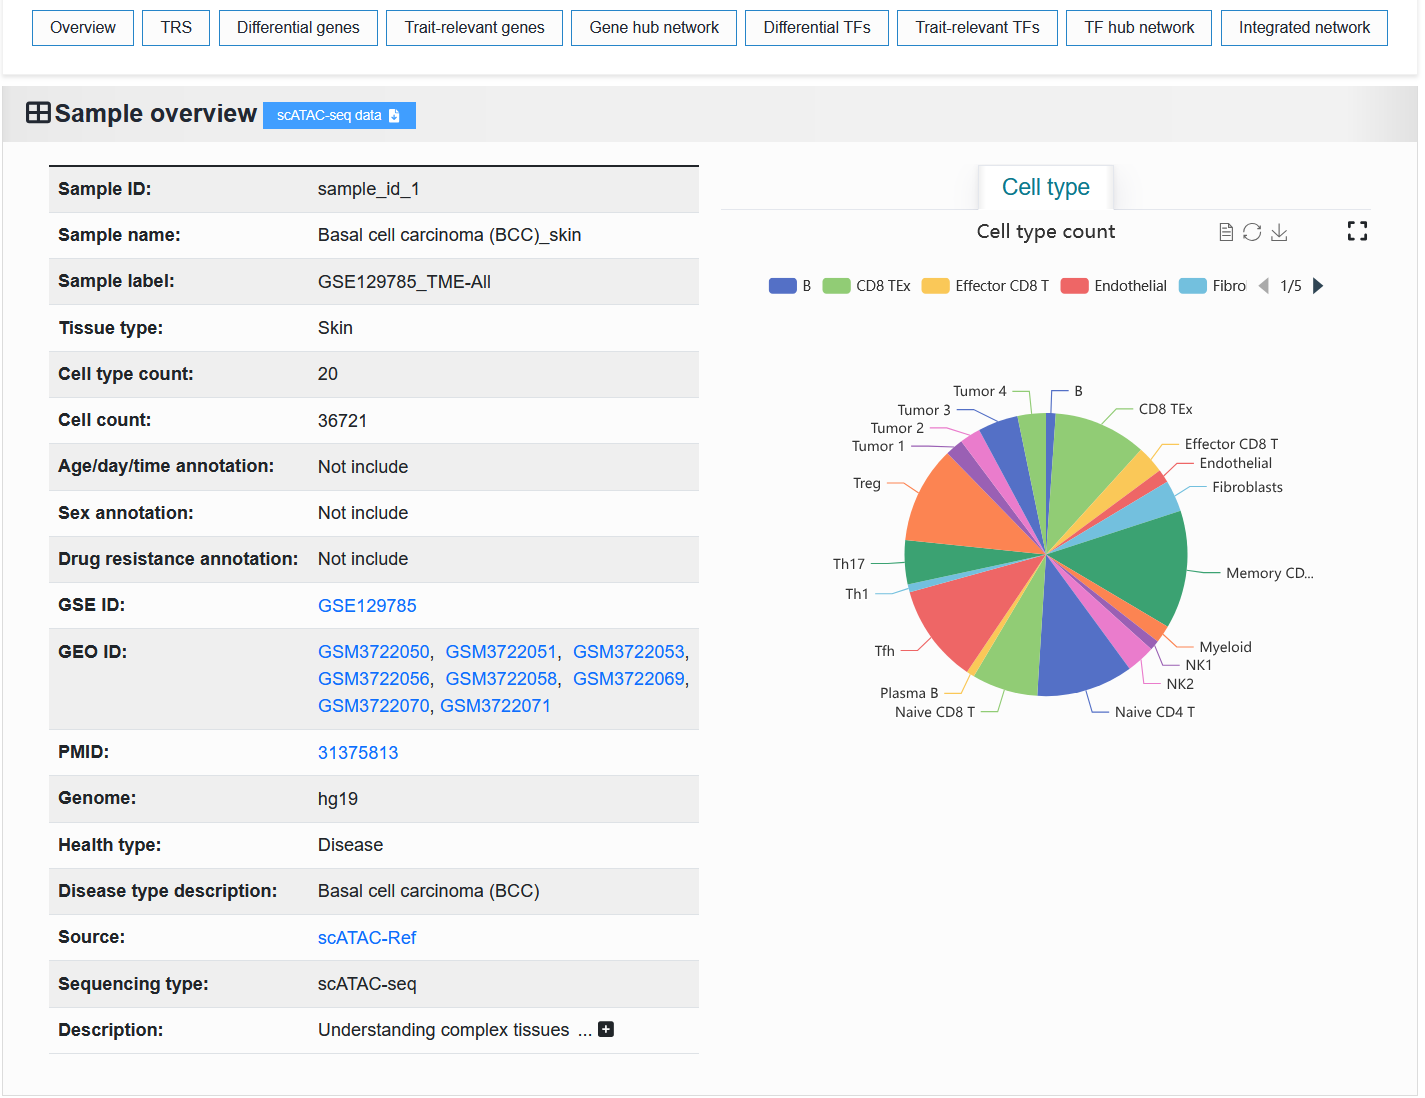 Overview TRS Differential genes Trait-relevant genes Gene hub network Differential TFs Trait-relevant TFs TF hub network Integrated network
Sample overview scATAC-seq data
Sample ID: sample_id_1
Sample name: Basal cell carcinoma (BCC)_skin
Sample label: GSE129785_TME-All
Tissue type: Skin
Cell type count: 20
Cell count: 36721
Age/day/time annotation: Not include
Sex annotation: Not include
Drug resistance annotation: Not include
GSE ID: GSE129785
GEO ID: GSM3722050, GSM3722051, GSM3722053,
GSM3722056, GSM3722058, GSM3722069,
GSM3722070, GSM3722071
PMID: 31375813
Genome: hg19
Health type: Disease
Disease type description: Basal cell carcinoma (BCC)
Source: scATAC-Ref
Sequencing type: scATAC-seq
Description: Understanding complex tissues ...
Cell type
Cell type count
B CD8 TEx Effector CD8 T Endothelial Fibro 1/5
Tumor 4 B
Tumor 3 CD8 TEx
Tumor 2
Tumor 1 Effector CD8 T
Endothelial
Treg Fibroblasts
Th17 Memory CD...
Th1
Tfh Myeloid
NK1
NK2
Plasma B
Naive CD8 T Naive CD4 T